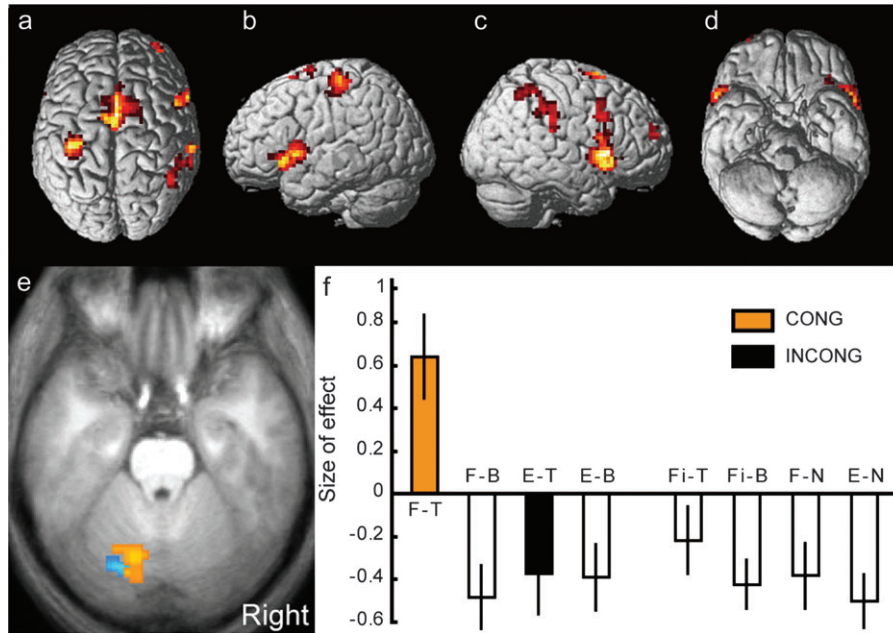 a
b
c
d
e
Right
f
Size of effect
1
0.8
0.6
0.4
0.2
0
-0.2
-0.4
-0.6
CONG
INCONG
F-T
F-B
E-T
E-B
Fi-T
Fi-B
F-N
E-N